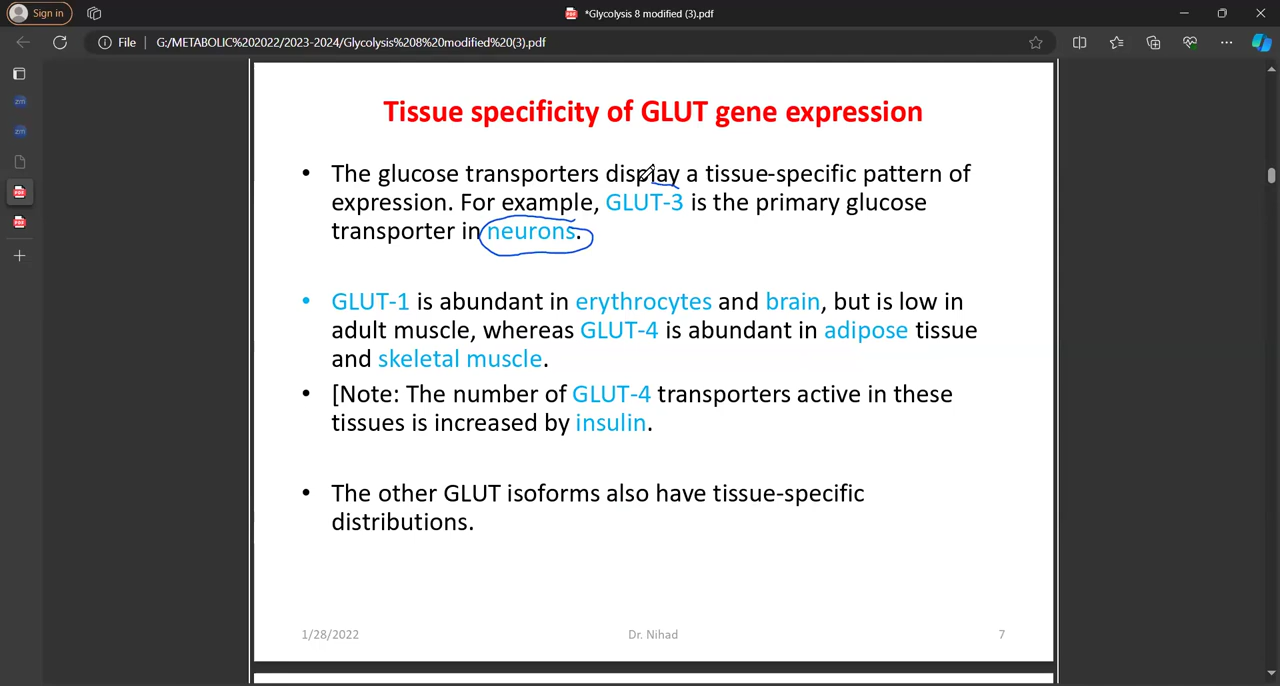 Sign in
*Glycolysis 8 modified (3).pdf
File
G:/METABOLIC%202022/2023-2024/Glycolysis%208%20modified%20(3).pdf
Tissue specificity of GLUT gene expression
• The glucose transporters display a tissue-specific pattern of
expression. For example, GLUT-3 is the primary glucose
transporter in neurons.
• GLUT-1 is abundant in erythrocytes and brain, but is low in
adult muscle, whereas GLUT-4 is abundant in adipose tissue
and skeletal muscle.
• [Note: The number of GLUT-4 transporters active in these
tissues is increased by insulin.
• The other GLUT isoforms also have tissue-specific
distributions.
1/28/2022
Dr. Nihad
7
zm
zm
PDF
PDF